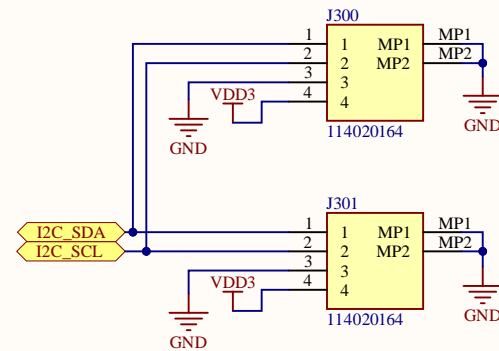 J300
1 1 MP1 MP1
2 2 MP2 MP2
3 3
4 4
VDD3
GND
GND
114020164
J301
I2C_SDA
I2C_SCL
1 1 MP1 MP1
2 2 MP2 MP2
3 3
4 4
VDD3
GND
GND
114020164